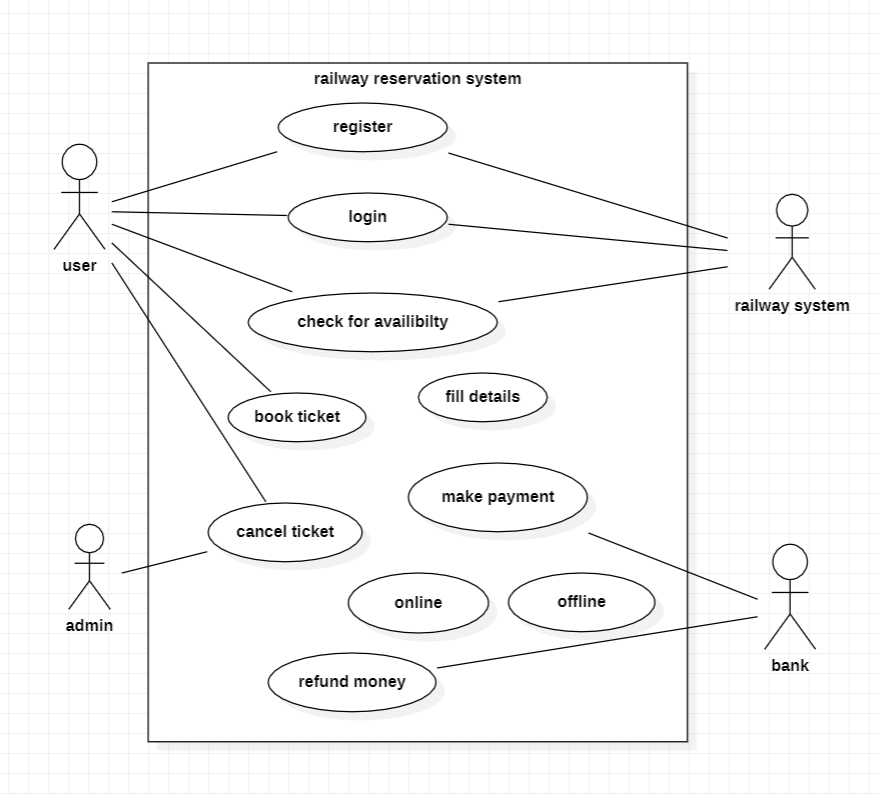 railway reservation system
register
login
user
railway system
check for availibilty
fill details
book ticket
make payment
cancel ticket
online
offline
admin
bank
refund money